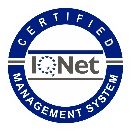 CERTIFIED
IQNet
MANAGEMENT SYSTEM